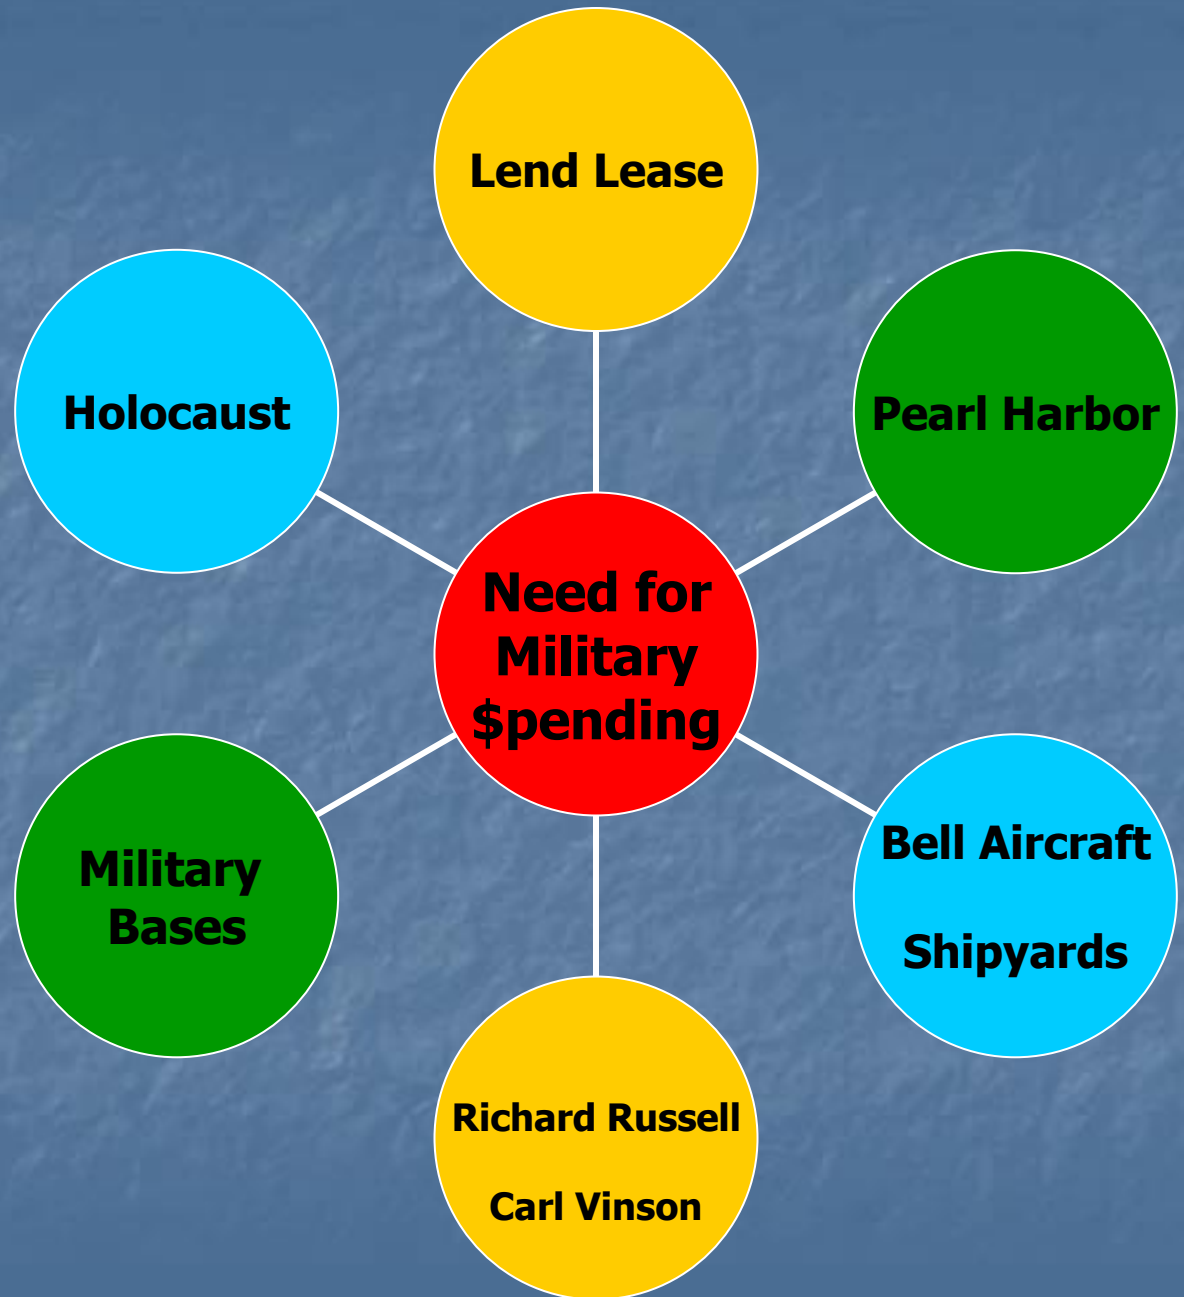 Lend Lease
Holocaust
Pearl Harbor
Need for
Military
$pending
Military
Bases
Bell Aircraft
Shipyards
Richard Russell
Carl Vinson